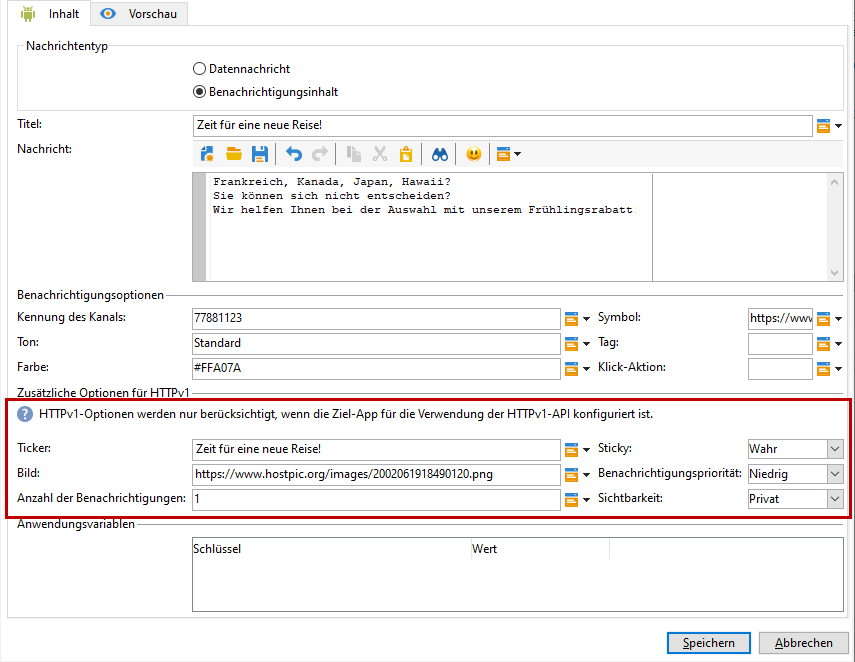 Inhalt Vorschau
Nachrichtentyp
Datennachricht
Benachrichtigungsinhalt
Titel: Zeit für eine neue Reise!
Nachricht:
Frankreich, Kanada, Japan, Hawaii?
Sie können sich nicht entscheiden?
Wir helfen Ihnen bei der Auswahl mit unserem Frühlingsrabatt
Benachrichtigungsoptionen
Kennung des Kanals: 77881123 Symbol: https://www
Ton: Standard Tag:
Farbe: #FFA07A Klick-Aktion:
Zusätzliche Optionen für HTTPv1
? HTTPv1-Optionen werden nur berücksichtigt, wenn die Ziel-App für die Verwendung der HTTPv1-API konfiguriert ist.
Ticker: Zeit für eine neue Reise! Sticky: Wahr
Bild: https://www.hostpic.org/images/2002061918490120.png Benachrichtigungspriorität: Niedrig
Anzahl der Benachrichtigungen: 1 Sichtbarkeit: Privat
Anwendungsvariablen
Schlüssel Wert
Speichern Abbrechen